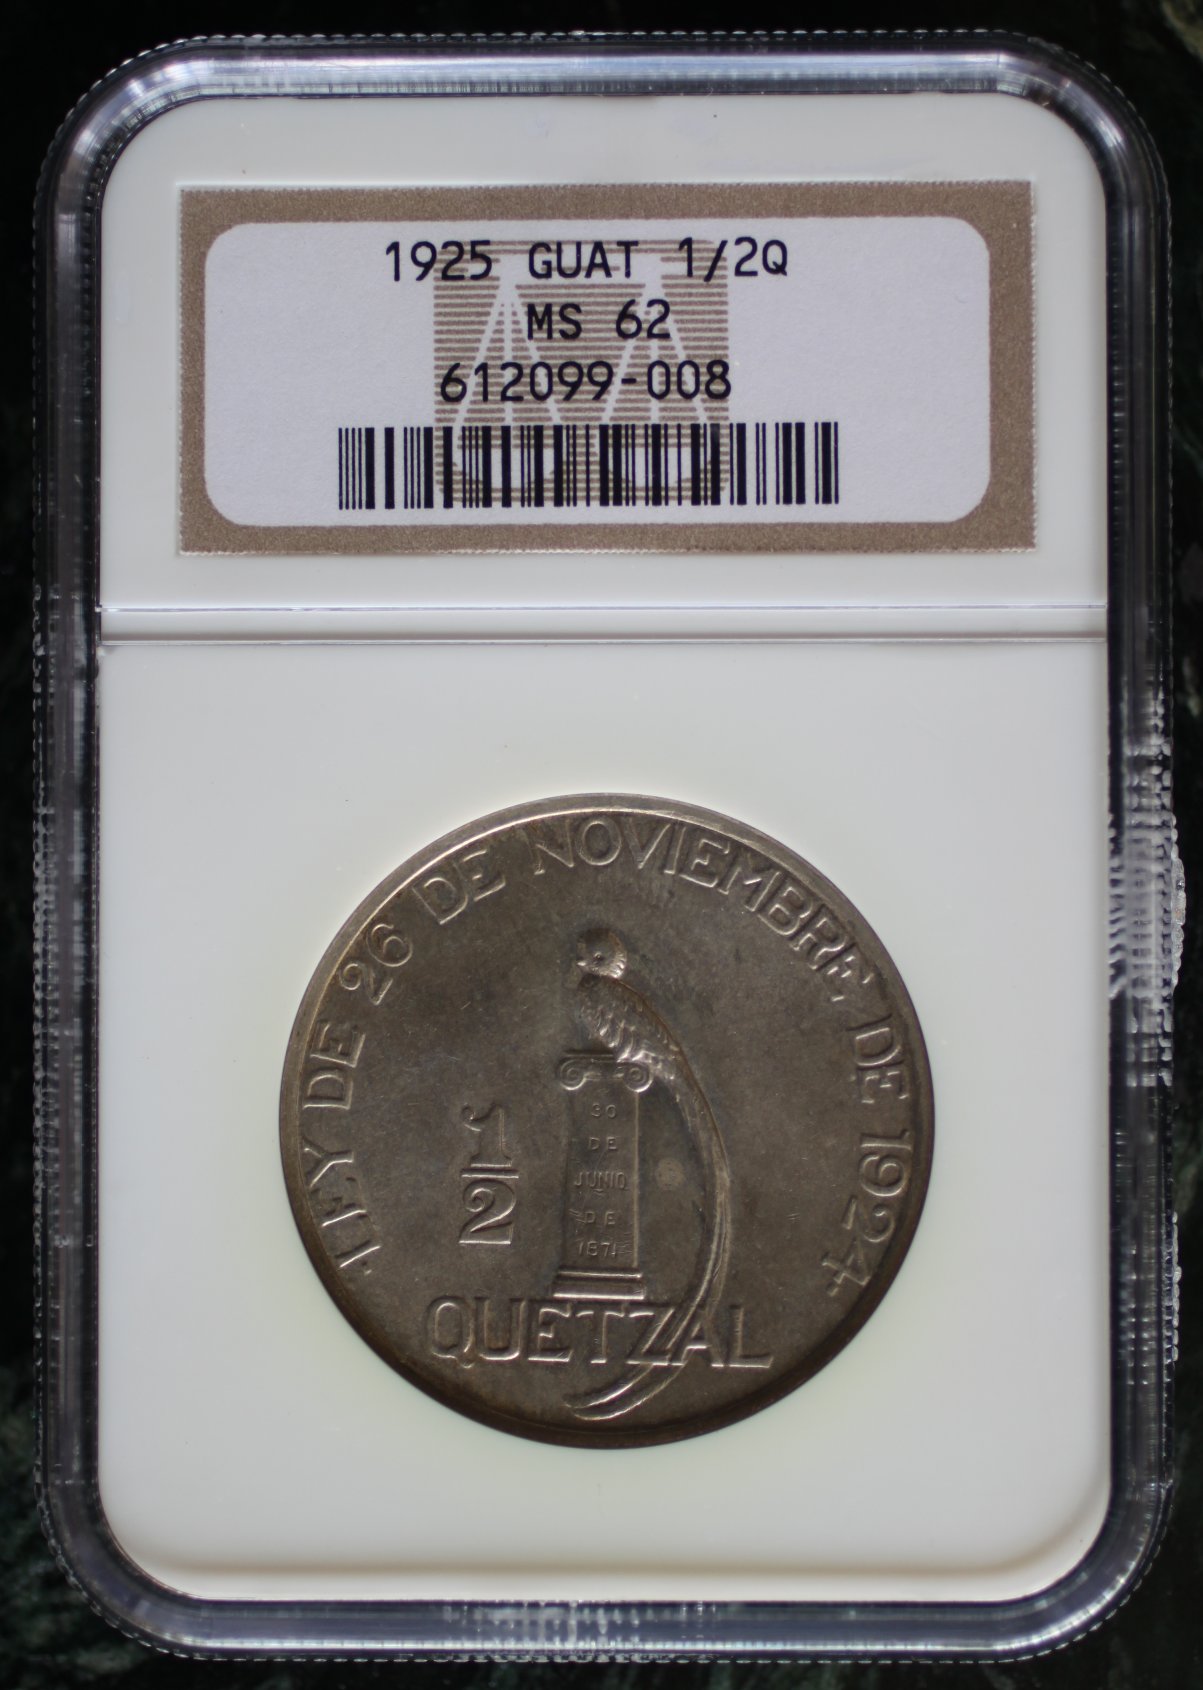 1925 GUAT 1/2Q
MS 62
612099-008
LEY DE 26 DE NOVIEMBRE DE 1924
30
DE
JUNIO
DE
1871
1/2
QUETZAL